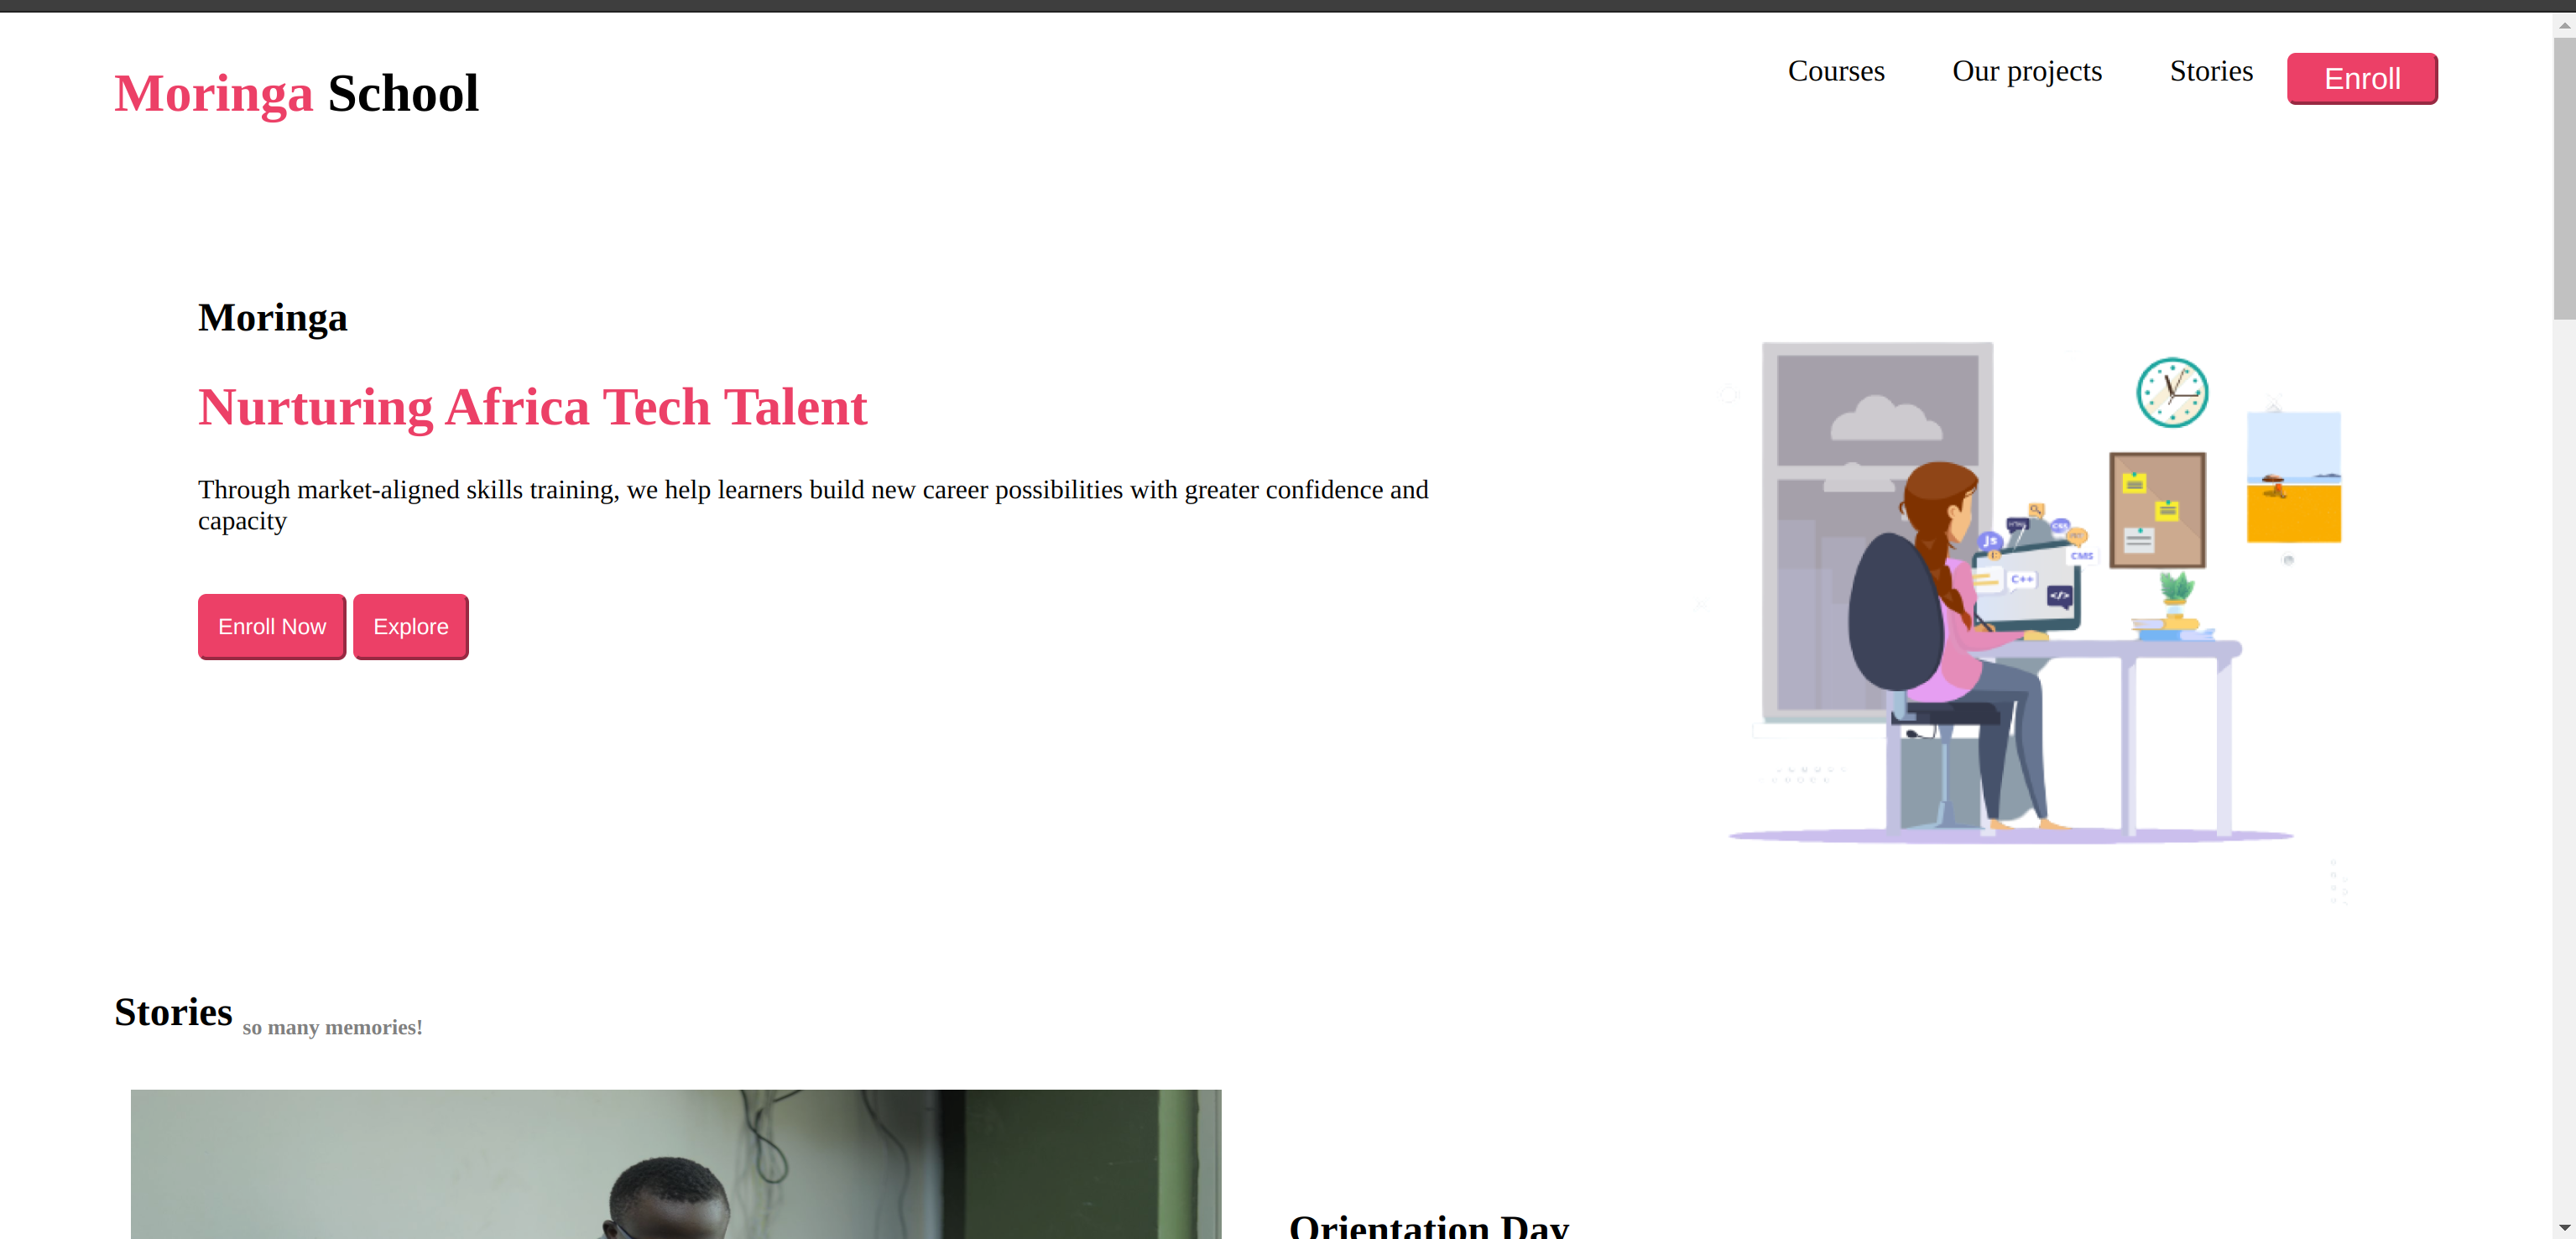 Moringa School
Courses
Our projects
Stories
Enroll
Moringa
Nurturing Africa Tech Talent
Through market-aligned skills training, we help learners build new career possibilities with greater confidence and
capacity
Enroll Now
Explore
Js
C++
CMS
</>
Stories so many memories!
Orientation Day